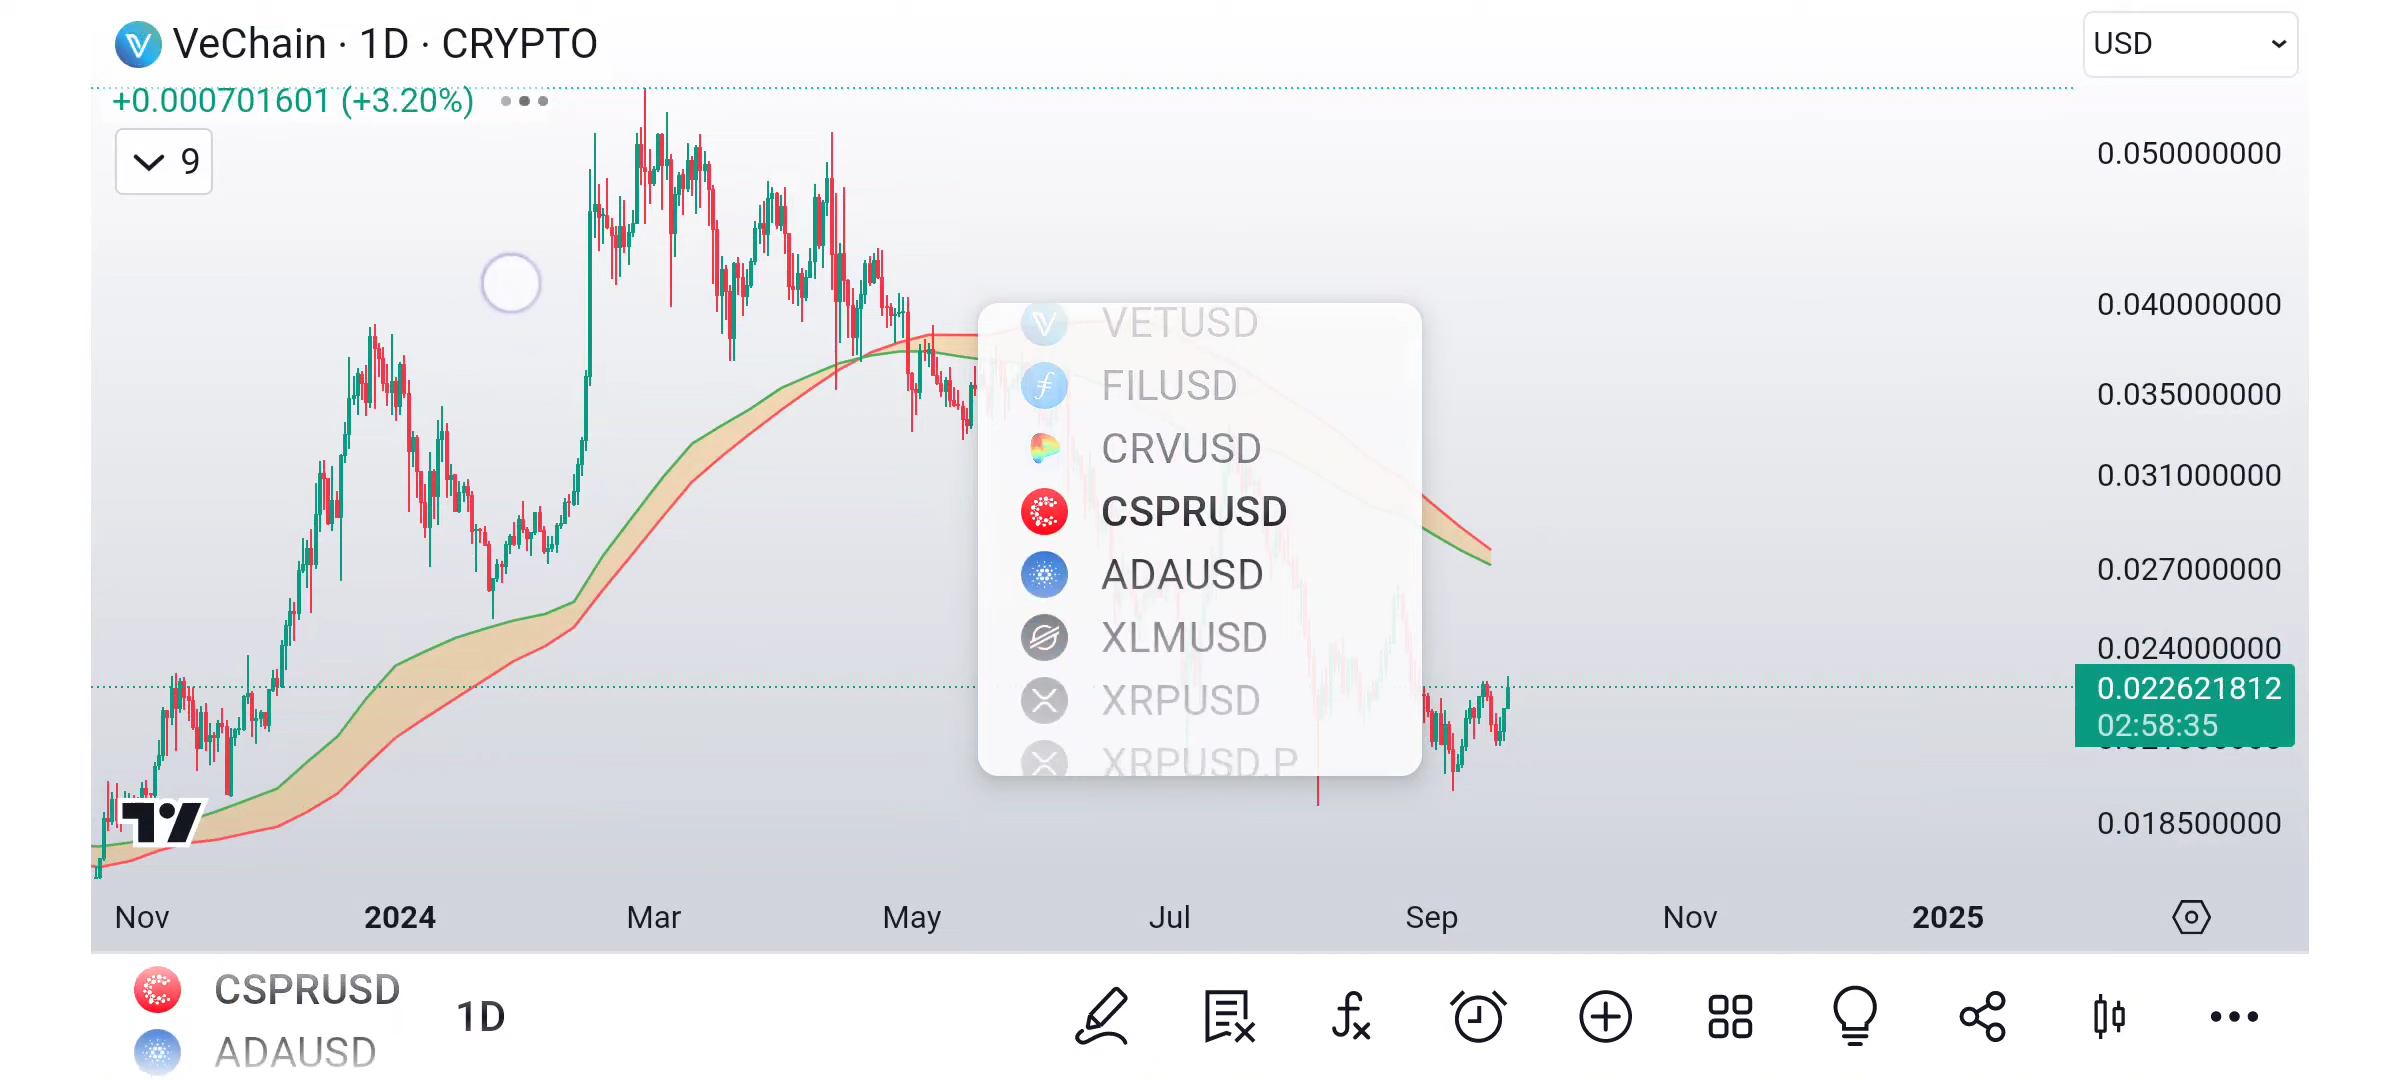 VeChain · 1D · CRYPTO
USD
+0.000701601 (+3.20%)
9
0.050000000
0.040000000
0.035000000
0.031000000
0.027000000
0.024000000
0.022621812
02:58:35
0.018500000
VETUSD
FILUSD
CRVUSD
CSPRUSD
ADAUSD
XLMUSD
XRPUSD
XRPUSD.P
Nov
2024
Mar
May
Jul
Sep
Nov
2025
CSPRUSD
ADAUSD
1D